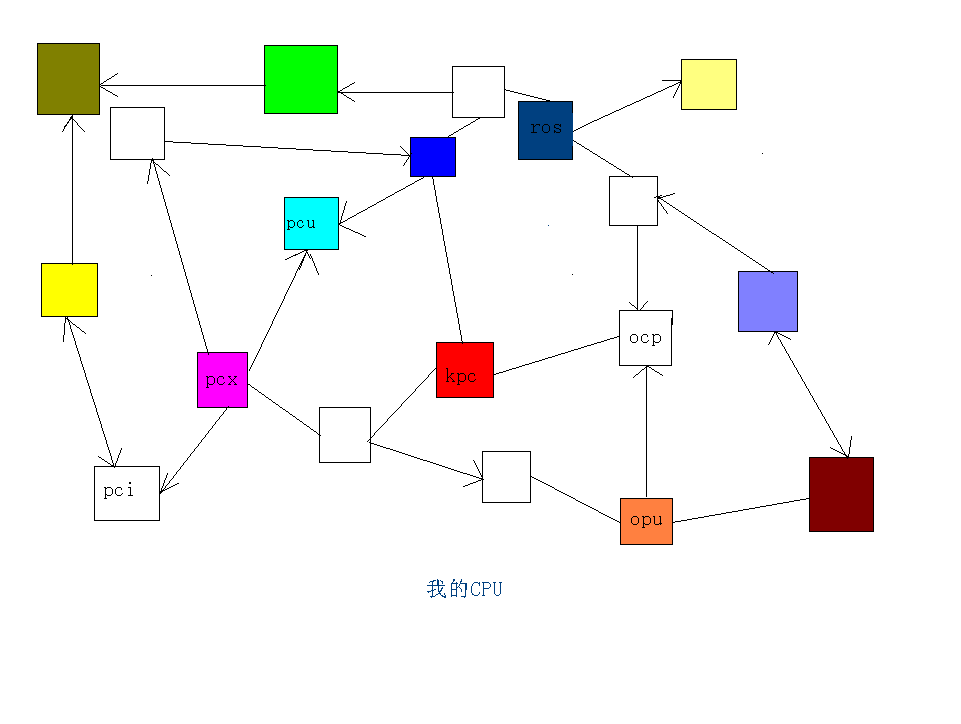 ros
pcu
ocp
pcx
kpc
pci
opu
我的CPU